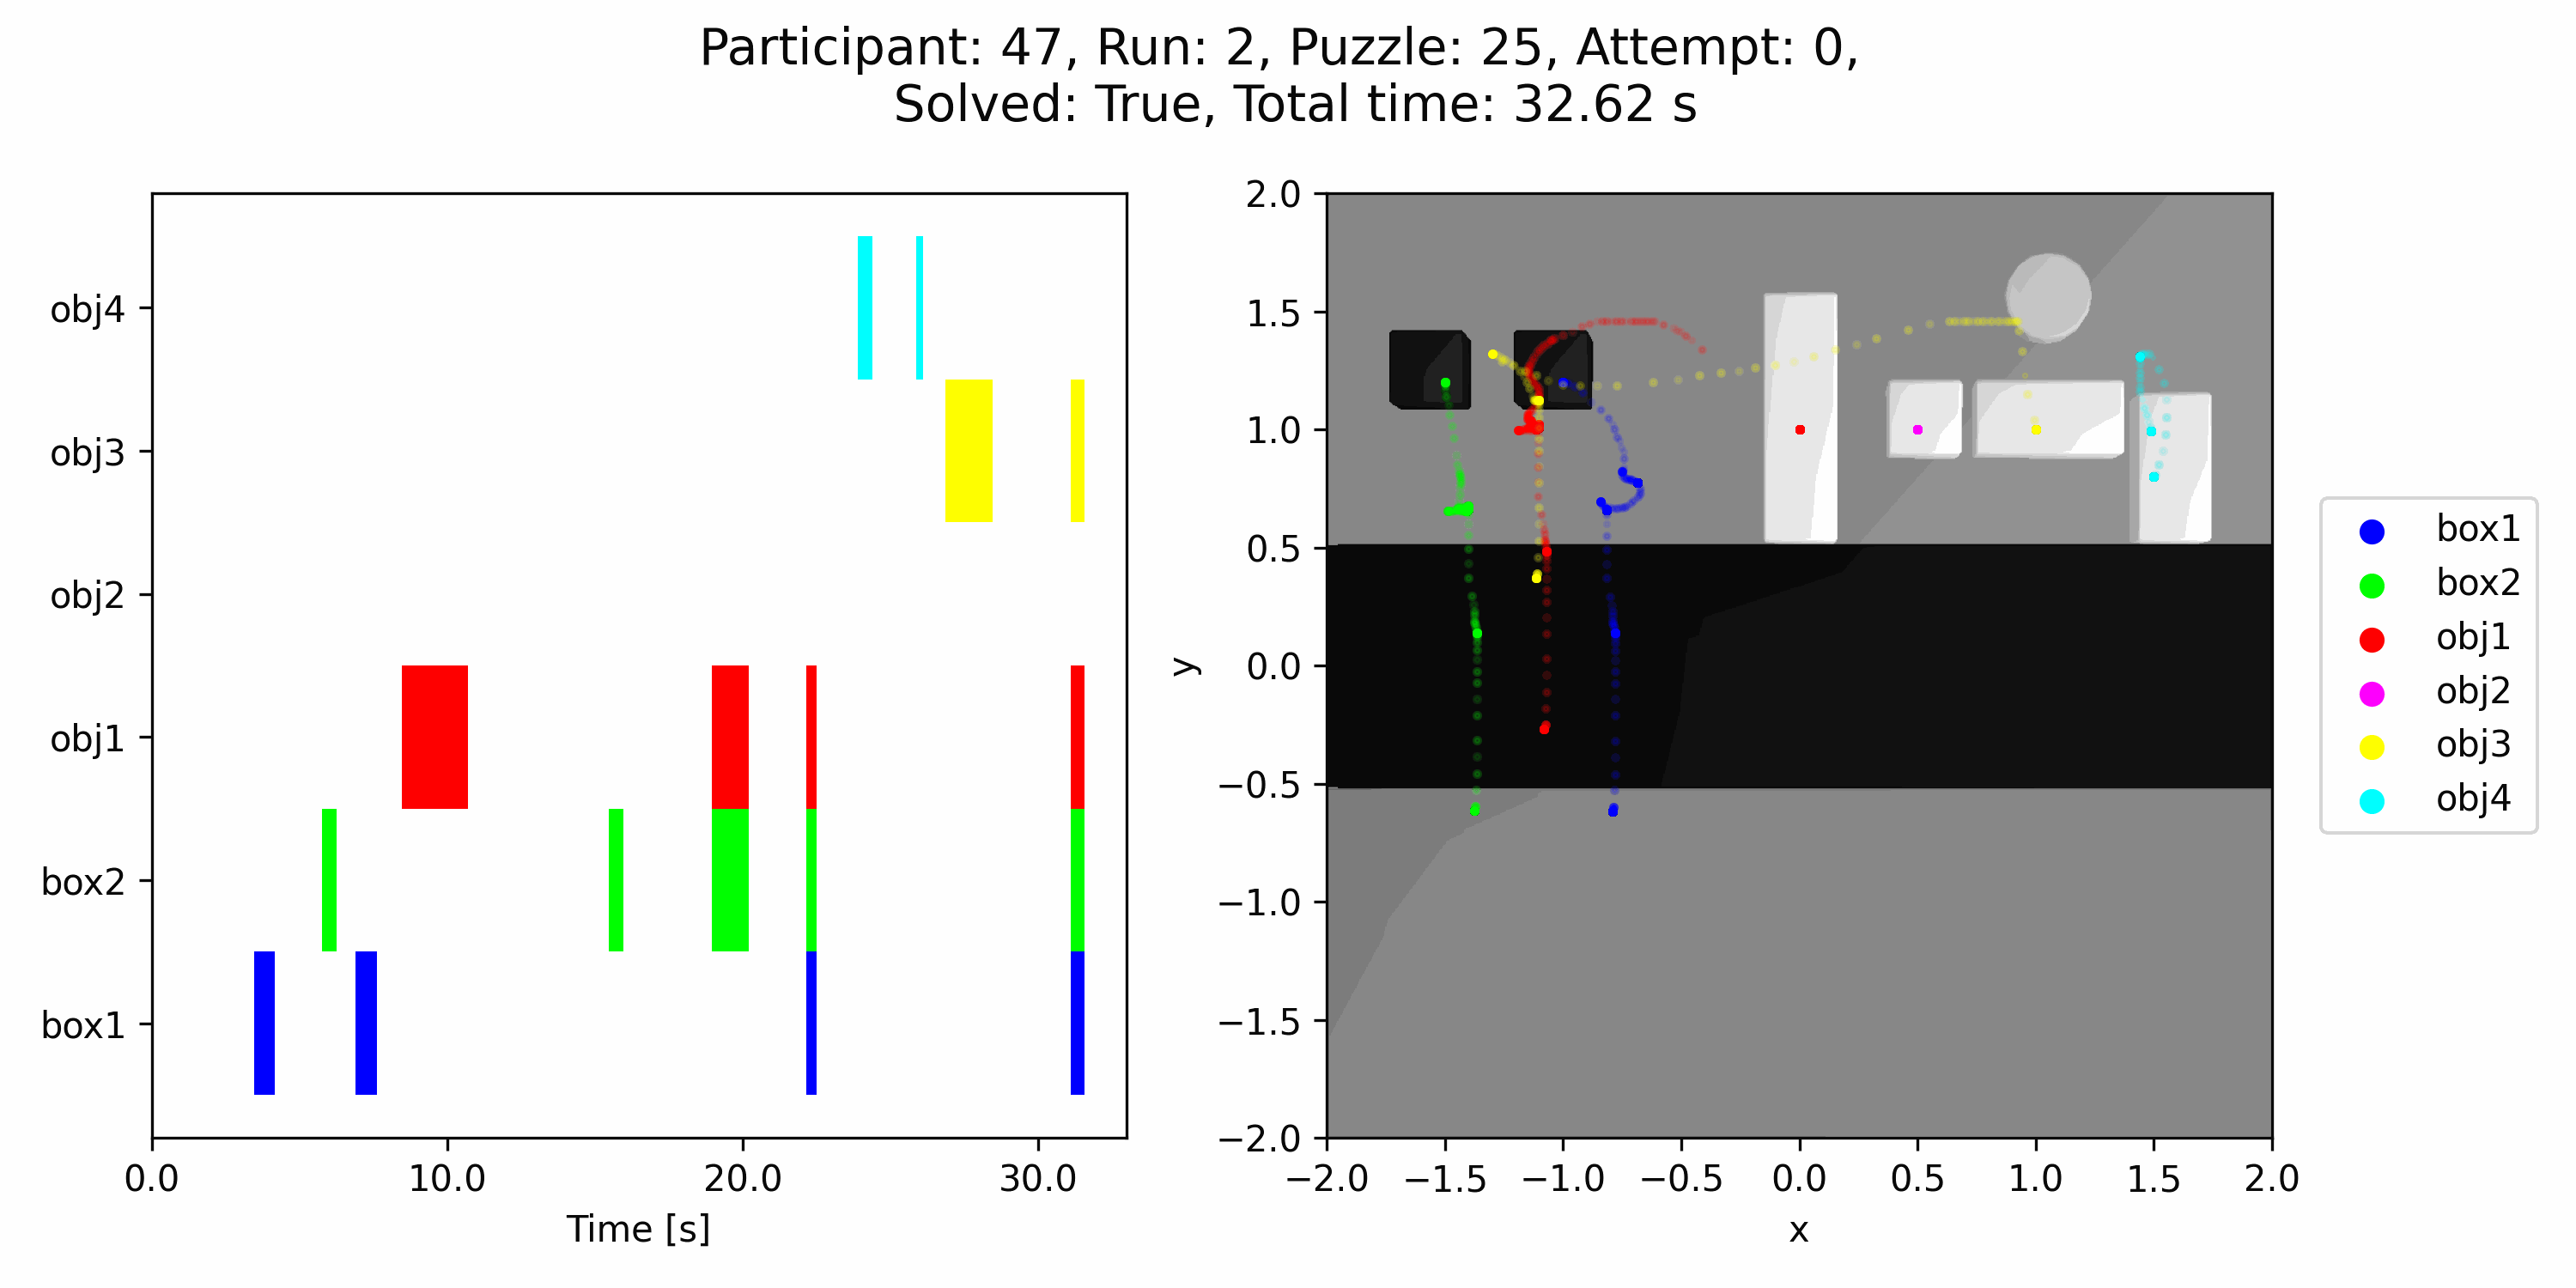 Participant: 47, Run: 2, Puzzle: 25, Attempt: 0,
Solved: True, Total time: 32.62 s
obj4
obj3
obj2
obj1
box2
box1
0.0 10.0 20.0 30.0
Time [s]
2.0
1.5
1.0
0.5
0.0
−0.5
−1.0
−1.5
−2.0
y
−2.0 −1.5 −1.0 −0.5 0.0 0.5 1.0 1.5 2.0
x
box1
box2
obj1
obj2
obj3
obj4